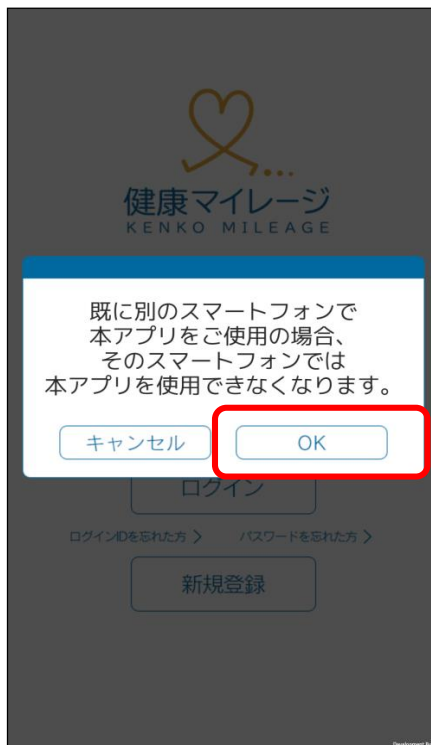 健康マイレージ
KENKO MILEAGE
既に別のスマートフォンで
本アプリをご使用の場合、
そのスマートフォンでは
本アプリを使用できなくなります。
キャンセル
OK
ログイン
ログインIDを忘れた方 >
パスワードを忘れた方 >
新規登録